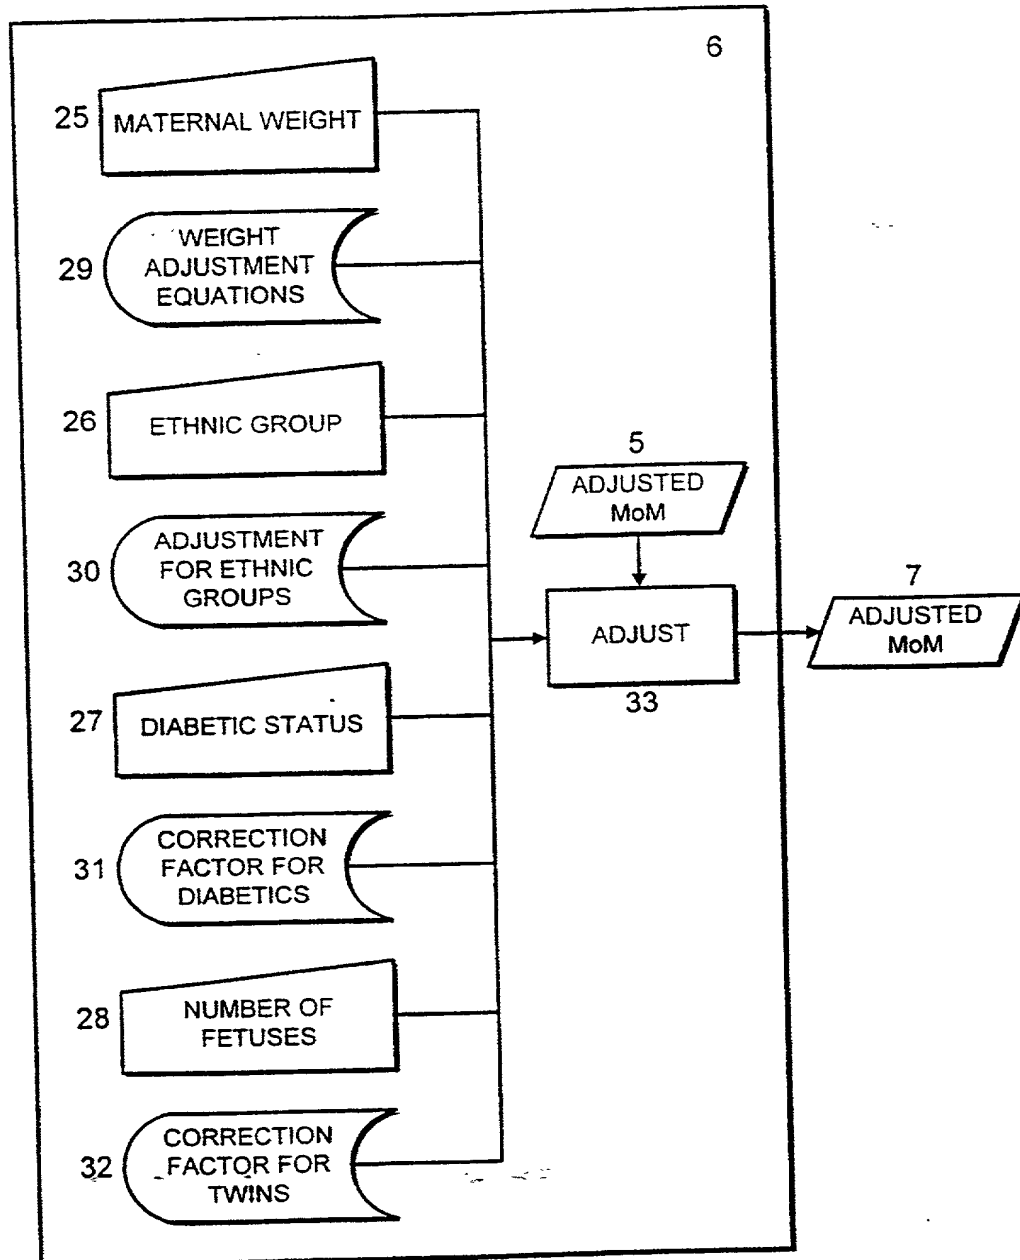 6
25
MATERNAL WEIGHT
29
WEIGHT
ADJUSTMENT
EQUATIONS
26
ETHNIC GROUP
5
ADJUSTED
MoM
30
ADJUSTMENT
FOR ETHNIC
GROUPS
ADJUST
33
7
ADJUSTED
MoM
27
DIABETIC STATUS
31
CORRECTION
FACTOR FOR
DIABETICS
28
NUMBER OF
FETUSES
32
CORRECTION
FACTOR FOR
TWINS